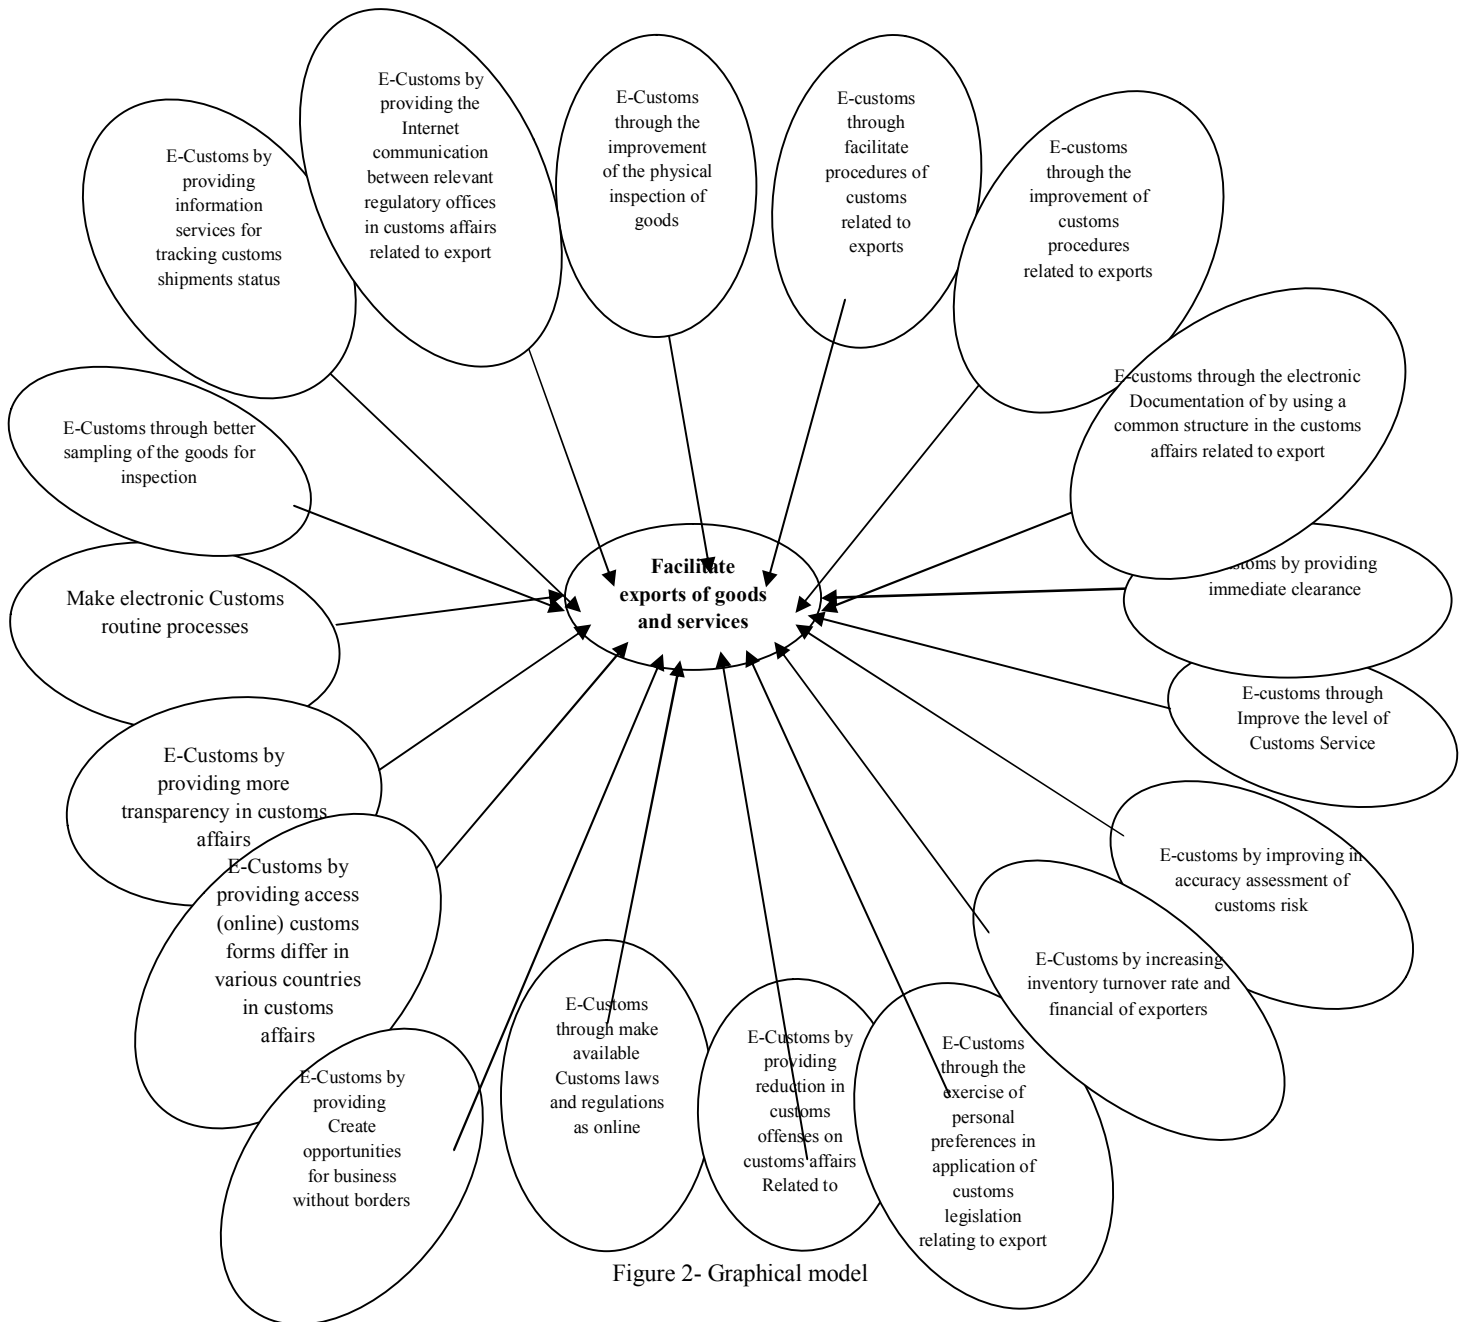 E-Customs by
providing the
Internet
communication
between relevant
regulatory offices
in customs affairs
related to export
E-Customs
through the
improvement
of the physical
inspection of
goods
E-customs
through
facilitate
procedures of
customs
related to
exports
E-customs
through the
improvement of
customs
procedures
related to exports
E-Customs by
providing
information
services for
tracking customs
shipments status
E-customs through the electronic
Documentation of by using a
common structure in the customs
affairs related to export
E-Customs through better
sampling of the goods for
inspection
Facilitate
exports of goods
and services
by providing
immediate clearance
Make electronic Customs
routine processes
E-customs through
Improve the level of
Customs Service
E-Customs by
providing more
transparency in customs
affairs
E-customs by improving in
accuracy assessment of
customs risk
E-Customs by
providing access
(online) customs
forms differ in
various countries
in customs
affairs
E-Customs by increasing
inventory turnover rate and
financial of exporters
E-Customs by
providing
Create
opportunities
for business
without borders
E-Customs
through make
available
Customs laws
and regulations
as online
E-Customs by
providing
reduction in
customs
offenses on
customs affairs
Related to
E-Customs
through the
exercise of
personal
preferences in
application of
customs
legislation
relating to export
Figure 2- Graphical model